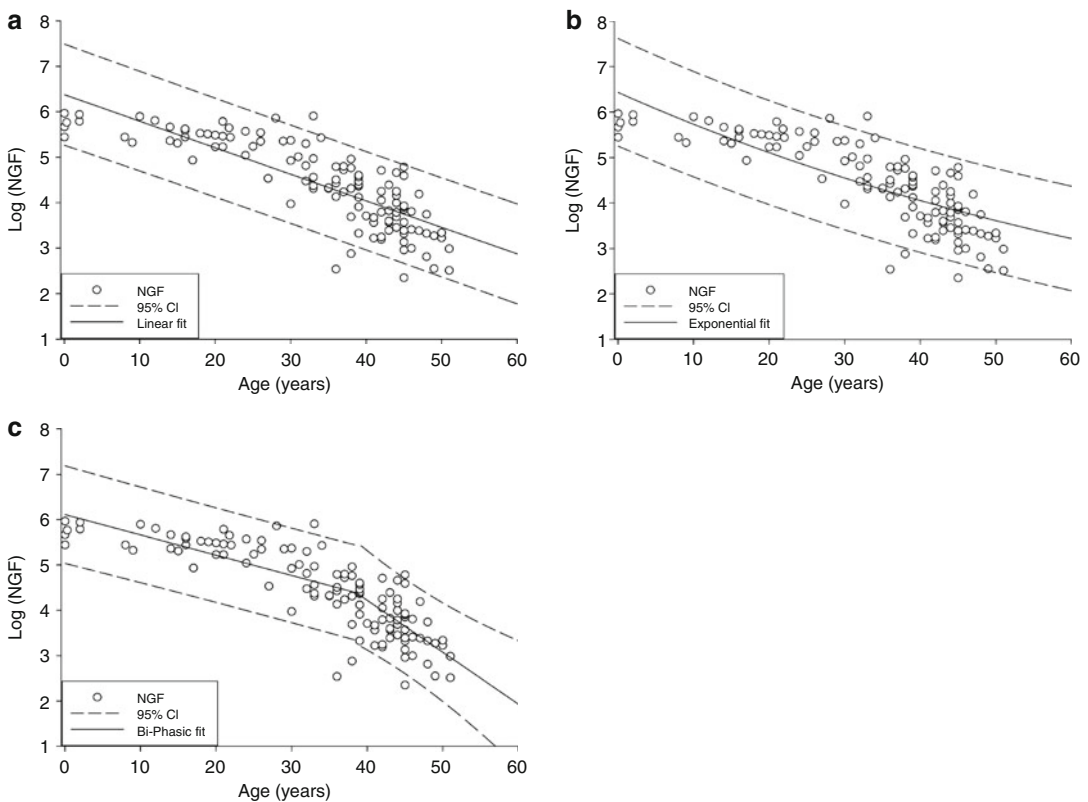 a
8
7
6
5
4
3
2
1
Log (NGF)
NGF
95% CI
Linear fit
0 10 20 30 40 50 60
Age (years)
b
8
7
6
5
4
3
2
1
Log (NGF)
NGF
95% CI
Exponential fit
0 10 20 30 40 50 60
Age (years)
c
8
7
6
5
4
3
2
1
Log (NGF)
NGF
95% CI
Bi-Phasic fit
0 10 20 30 40 50 60
Age (years)